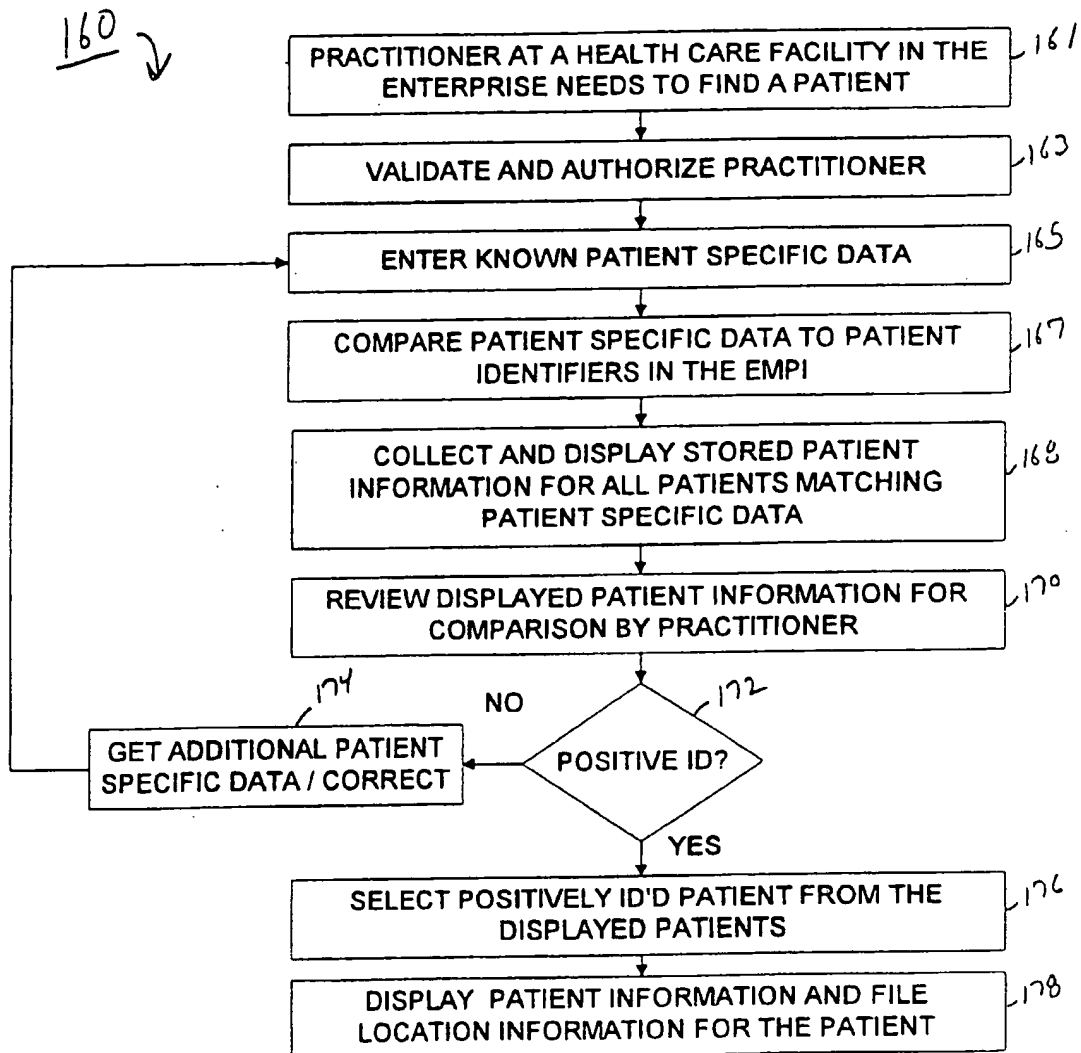 160
PRACTITIONER AT A HEALTH CARE FACILITY IN THE
ENTERPRISE NEEDS TO FIND A PATIENT
161
VALIDATE AND AUTHORIZE PRACTITIONER
163
ENTER KNOWN PATIENT SPECIFIC DATA
165
COMPARE PATIENT SPECIFIC DATA TO PATIENT
IDENTIFIERS IN THE EMPI
167
COLLECT AND DISPLAY STORED PATIENT
INFORMATION FOR ALL PATIENTS MATCHING
PATIENT SPECIFIC DATA
168
REVIEW DISPLAYED PATIENT INFORMATION FOR
COMPARISON BY PRACTITIONER
170
172
POSITIVE ID?
NO
174
GET ADDITIONAL PATIENT
SPECIFIC DATA / CORRECT
YES
SELECT POSITIVELY ID'D PATIENT FROM THE
DISPLAYED PATIENTS
176
DISPLAY PATIENT INFORMATION AND FILE
LOCATION INFORMATION FOR THE PATIENT
178